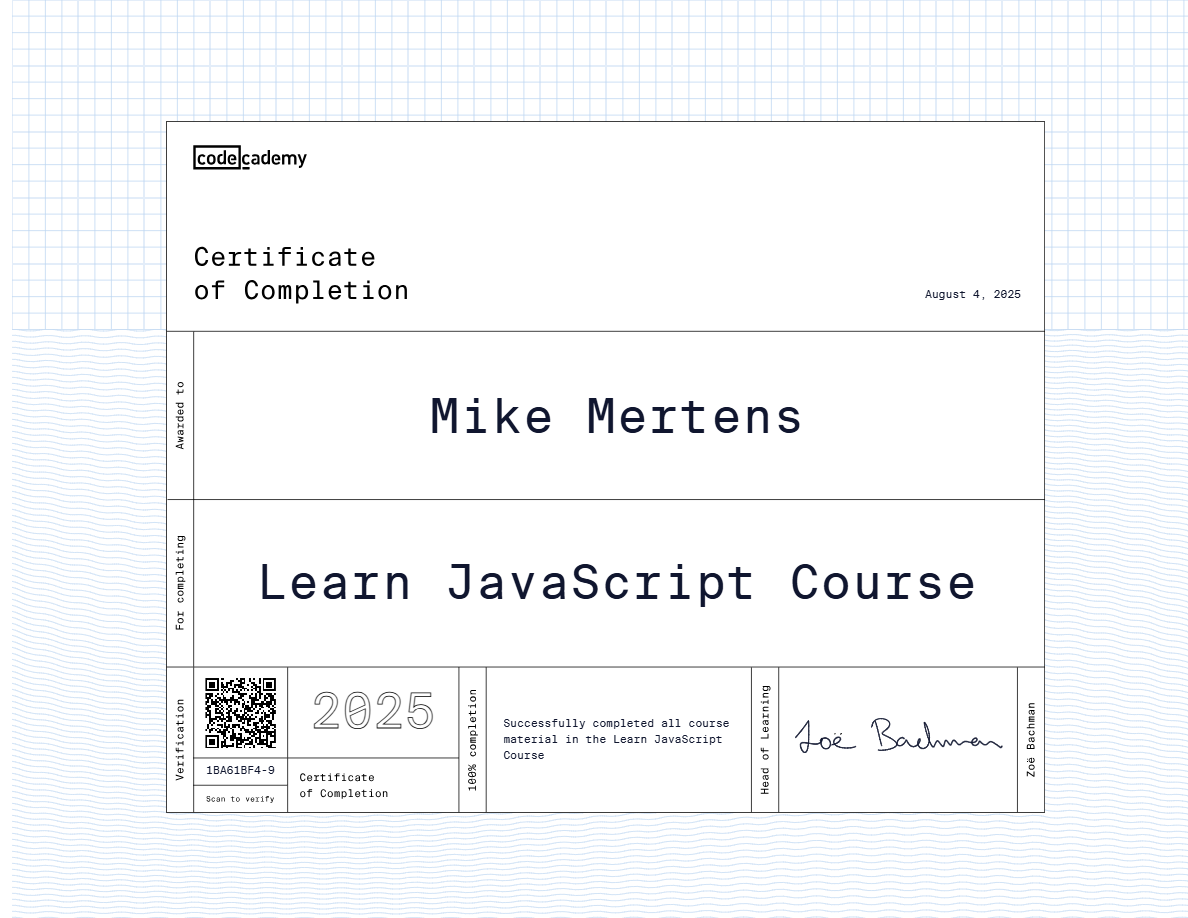 codecademy
Certificate
of Completion
August 4, 2025
Awarded to
Mike Mertens
For completing
Learn JavaScript Course
Verification
1BA61BF4-9
Scan to verify
2025
Certificate
of Completion
100% completion
Successfully completed all course
material in the Learn JavaScript
Course
Head of Learning
Zoë Bachman
Zoë Bachman